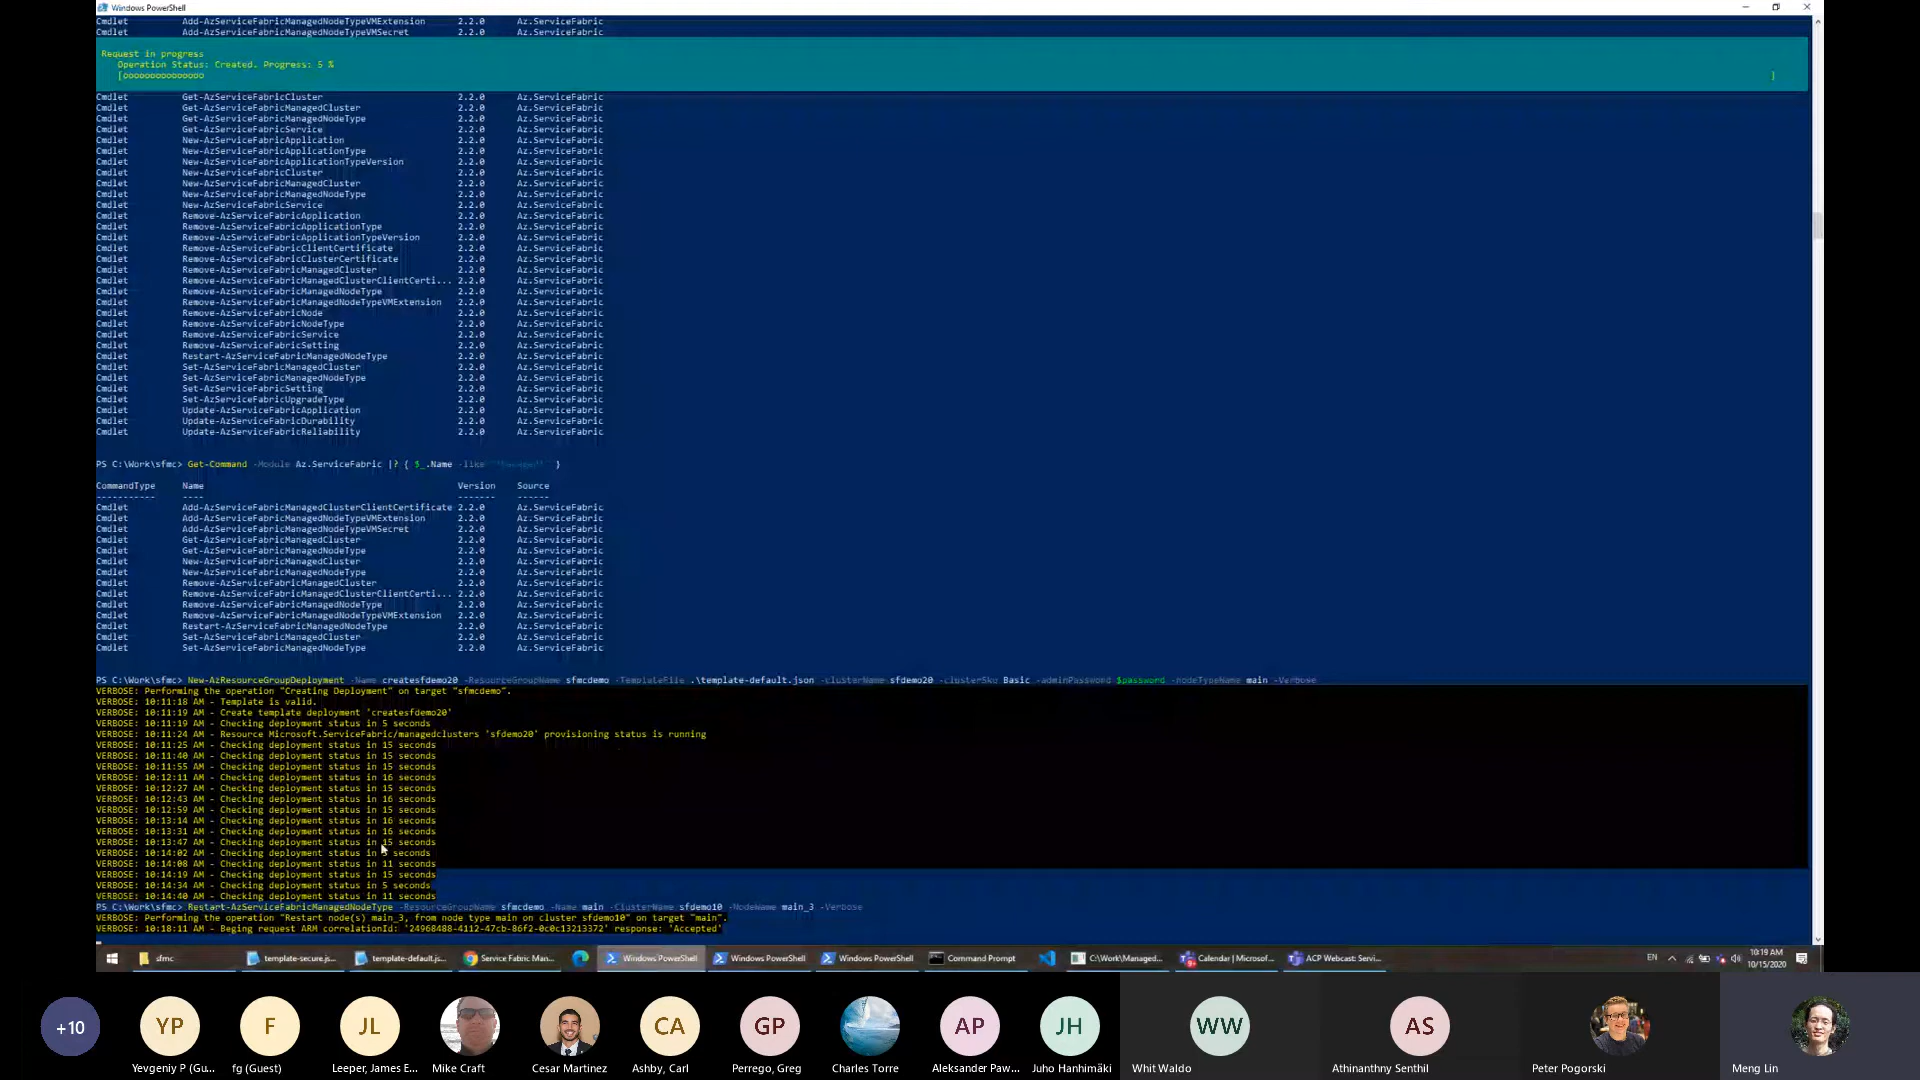 Windows PowerShell
Cmdlet Add-AzServiceFabricManagedNodeTypeVMExtension 2.2.0 Az.ServiceFabric
Cmdlet Add-AzServiceFabricManagedNodeTypeVMSecret 2.2.0 Az.ServiceFabric
Request in progress
Operation Status: Created. Progress: 5 %
[ooooooooooooooo ]
Cmdlet Get-AzServiceFabricCluster 2.2.0 Az.ServiceFabric
Cmdlet Get-AzServiceFabricManagedCluster 2.2.0 Az.ServiceFabric
Cmdlet Get-AzServiceFabricManagedNodeType 2.2.0 Az.ServiceFabric
Cmdlet Get-AzServiceFabricService 2.2.0 Az.ServiceFabric
Cmdlet New-AzServiceFabricApplication 2.2.0 Az.ServiceFabric
Cmdlet New-AzServiceFabricApplicationType 2.2.0 Az.ServiceFabric
Cmdlet New-AzServiceFabricApplicationTypeVersion 2.2.0 Az.ServiceFabric
Cmdlet New-AzServiceFabricCluster 2.2.0 Az.ServiceFabric
Cmdlet New-AzServiceFabricManagedCluster 2.2.0 Az.ServiceFabric
Cmdlet New-AzServiceFabricManagedNodeType 2.2.0 Az.ServiceFabric
Cmdlet New-AzServiceFabricService 2.2.0 Az.ServiceFabric
Cmdlet Remove-AzServiceFabricApplication 2.2.0 Az.ServiceFabric
Cmdlet Remove-AzServiceFabricApplicationType 2.2.0 Az.ServiceFabric
Cmdlet Remove-AzServiceFabricApplicationTypeVersion 2.2.0 Az.ServiceFabric
Cmdlet Remove-AzServiceFabricClientCertificate 2.2.0 Az.ServiceFabric
Cmdlet Remove-AzServiceFabricClusterCertificate 2.2.0 Az.ServiceFabric
Cmdlet Remove-AzServiceFabricManagedCluster 2.2.0 Az.ServiceFabric
Cmdlet Remove-AzServiceFabricManagedClusterClientCerti... 2.2.0 Az.ServiceFabric
Cmdlet Remove-AzServiceFabricManagedNodeType 2.2.0 Az.ServiceFabric
Cmdlet Remove-AzServiceFabricManagedNodeTypeVMExtension 2.2.0 Az.ServiceFabric
Cmdlet Remove-AzServiceFabricNode 2.2.0 Az.ServiceFabric
Cmdlet Remove-AzServiceFabricNodeType 2.2.0 Az.ServiceFabric
Cmdlet Remove-AzServiceFabricService 2.2.0 Az.ServiceFabric
Cmdlet Remove-AzServiceFabricSetting 2.2.0 Az.ServiceFabric
Cmdlet Restart-AzServiceFabricManagedNodeType 2.2.0 Az.ServiceFabric
Cmdlet Set-AzServiceFabricManagedCluster 2.2.0 Az.ServiceFabric
Cmdlet Set-AzServiceFabricManagedNodeType 2.2.0 Az.ServiceFabric
Cmdlet Set-AzServiceFabricSetting 2.2.0 Az.ServiceFabric
Cmdlet Set-AzServiceFabricUpgradeType 2.2.0 Az.ServiceFabric
Cmdlet Update-AzServiceFabricApplication 2.2.0 Az.ServiceFabric
Cmdlet Update-AzServiceFabricDurability 2.2.0 Az.ServiceFabric
Cmdlet Update-AzServiceFabricReliability 2.2.0 Az.ServiceFabric
PS C:\Work\sfmc> Get-Command -Module Az.ServiceFabric |? { $_.Name -like }
CommandType Name Version Source
----------- ---- ------- ------
Cmdlet Add-AzServiceFabricManagedClusterClientCertificate 2.2.0 Az.ServiceFabric
Cmdlet Add-AzServiceFabricManagedNodeTypeVMExtension 2.2.0 Az.ServiceFabric
Cmdlet Add-AzServiceFabricManagedNodeTypeVMSecret 2.2.0 Az.ServiceFabric
Cmdlet Get-AzServiceFabricManagedCluster 2.2.0 Az.ServiceFabric
Cmdlet Get-AzServiceFabricManagedNodeType 2.2.0 Az.ServiceFabric
Cmdlet New-AzServiceFabricManagedCluster 2.2.0 Az.ServiceFabric
Cmdlet New-AzServiceFabricManagedNodeType 2.2.0 Az.ServiceFabric
Cmdlet Remove-AzServiceFabricManagedCluster 2.2.0 Az.ServiceFabric
Cmdlet Remove-AzServiceFabricManagedClusterClientCerti... 2.2.0 Az.ServiceFabric
Cmdlet Remove-AzServiceFabricManagedNodeType 2.2.0 Az.ServiceFabric
Cmdlet Remove-AzServiceFabricManagedNodeTypeVMExtension 2.2.0 Az.ServiceFabric
Cmdlet Restart-AzServiceFabricManagedNodeType 2.2.0 Az.ServiceFabric
Cmdlet Set-AzServiceFabricManagedCluster 2.2.0 Az.ServiceFabric
Cmdlet Set-AzServiceFabricManagedNodeType 2.2.0 Az.ServiceFabric
PS C:\Work\sfmc> New-AzResourceGroupDeployment -Name createsfdemo20 -ResourceGroupName sfmcdemo -TemplateFile .\template-default.json -clusterName sfdemo20 -clusterSku Basic -adminPassword $password -nodeTypeName main -Verbose
VERBOSE: Performing the operation "Creating Deployment" on target "sfmcdemo".
VERBOSE: 10:11:18 AM - Template is valid.
VERBOSE: 10:11:19 AM - Create template deployment 'createsfdemo20'
VERBOSE: 10:11:19 AM - Checking deployment status in 5 seconds
VERBOSE: 10:11:24 AM - Resource Microsoft.ServiceFabric/managedclusters 'sfdemo20' provisioning status is running
VERBOSE: 10:11:25 AM - Checking deployment status in 15 seconds
VERBOSE: 10:11:40 AM - Checking deployment status in 15 seconds
VERBOSE: 10:11:55 AM - Checking deployment status in 15 seconds
VERBOSE: 10:12:11 AM - Checking deployment status in 16 seconds
VERBOSE: 10:12:27 AM - Checking deployment status in 15 seconds
VERBOSE: 10:12:43 AM - Checking deployment status in 16 seconds
VERBOSE: 10:12:59 AM - Checking deployment status in 15 seconds
VERBOSE: 10:13:14 AM - Checking deployment status in 16 seconds
VERBOSE: 10:13:31 AM - Checking deployment status in 16 seconds
VERBOSE: 10:13:47 AM - Checking deployment status in 15 seconds
VERBOSE: 10:14:02 AM - Checking deployment status in 5 seconds
VERBOSE: 10:14:08 AM - Checking deployment status in 11 seconds
VERBOSE: 10:14:19 AM - Checking deployment status in 15 seconds
VERBOSE: 10:14:34 AM - Checking deployment status in 5 seconds
VERBOSE: 10:14:40 AM - Checking deployment status in 11 seconds
PS C:\Work\sfmc> Restart-AzServiceFabricManagedNodeType -ResourceGroupName sfmcdemo -Name main -ClusterName sfdemo10 -NodeName main_3 -Verbose
VERBOSE: Performing the operation "Restart node(s) main_3, from node type main on cluster sfdemo10" on target "main".
VERBOSE: 10:18:11 AM - Beging request ARM correlationId: '24968488-4112-47cb-86f2-0c0c13213372' response: 'Accepted'
sfmc template-secure.js... template-default.js... Service Fabric Man... Windows PowerShell Windows PowerShell Windows PowerShell Command Prompt C:\Work\Managed... Calendar | Microsof... ACP Webcast: Servi... EN 10:19 AM
10/15/2020
+10 YP F JL CA GP AP JH WW AS
Yevgeniy P (Gu... fg (Guest) Leeper, James E... Mike Craft Cesar Martinez Ashby, Carl Perrego, Greg Charles Torre Aleksander Paw... Juho Hanhimäki Whit Waldo Athinanthny Senthil Peter Pogorski Meng Lin